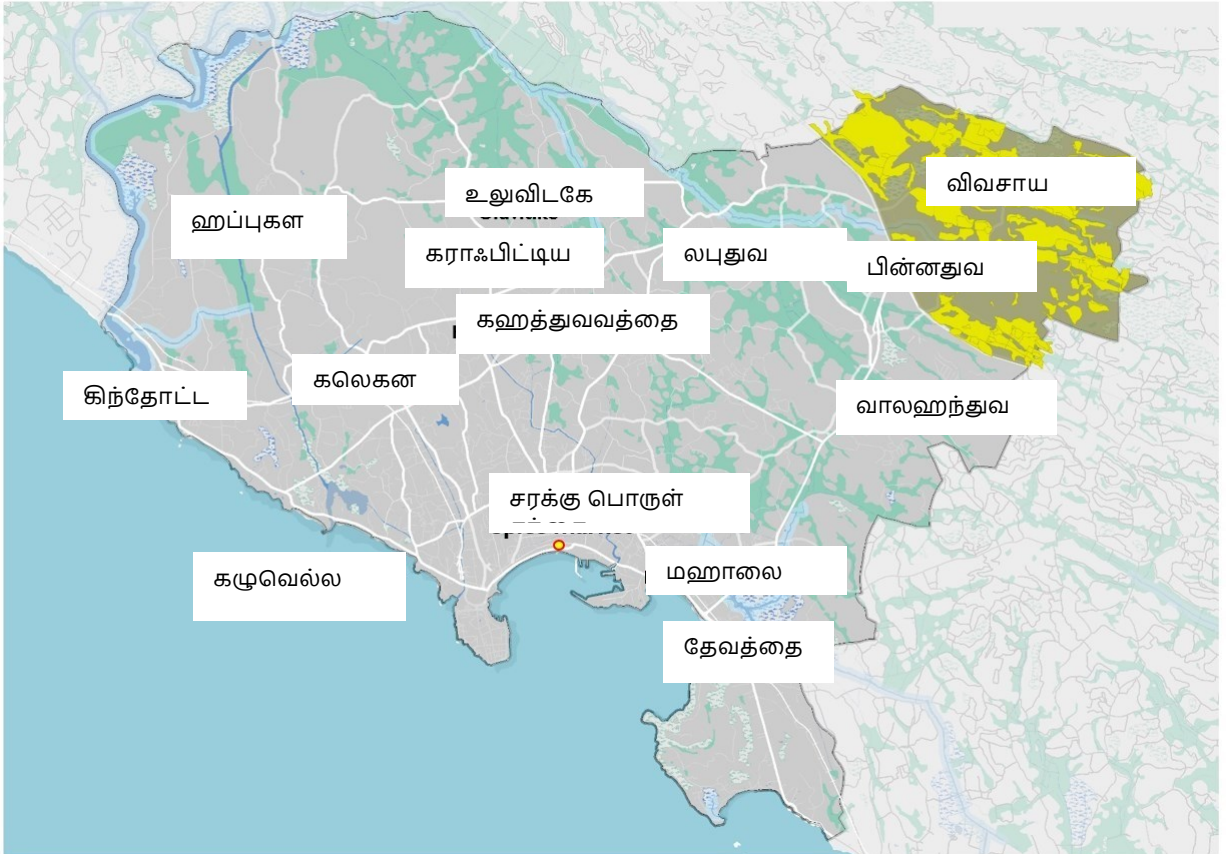 உலுவிடகே
விவசாய
ஹப்புகள
கராஃபிட்டிய
லபுதுவ
பின்னதுவ
கஹத்துவவத்தை
கலெகன
கிந்தோட்ட
வாலஹந்துவ
சரக்கு பொருள்
மஹாலை
கழுவெல்ல
தேவத்தை